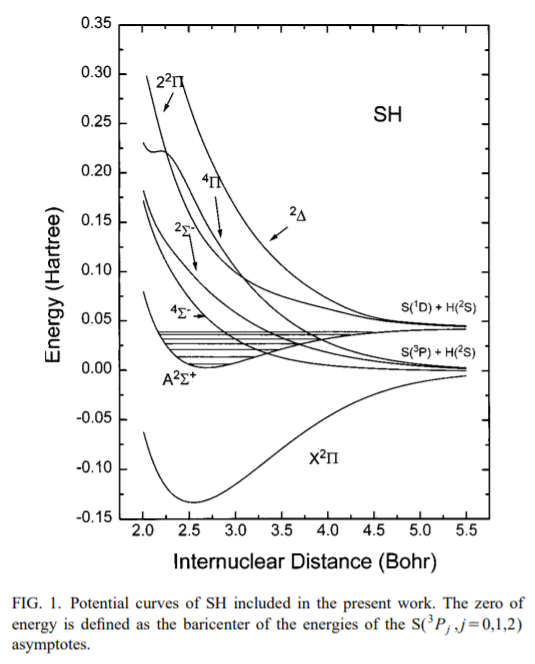 0.35
0.30
0.25
0.20
0.15
0.10
0.05
0.00
-0.05
-0.10
-0.15
Energy (Hartree)
2²Π
SH
⁴Π
²Δ
²Σ⁻
⁴Σ⁻
S(¹D) + H(²S)
S(³P) + H(²S)
A²Σ⁺
X²Π
2.0 2.5 3.0 3.5 4.0 4.5 5.0 5.5
Internuclear Distance (Bohr)
FIG. 1. Potential curves of SH included in the present work. The zero of
energy is defined as the baricenter of the energies of the S(³Pⱼ, j=0,1,2)
asymptotes.